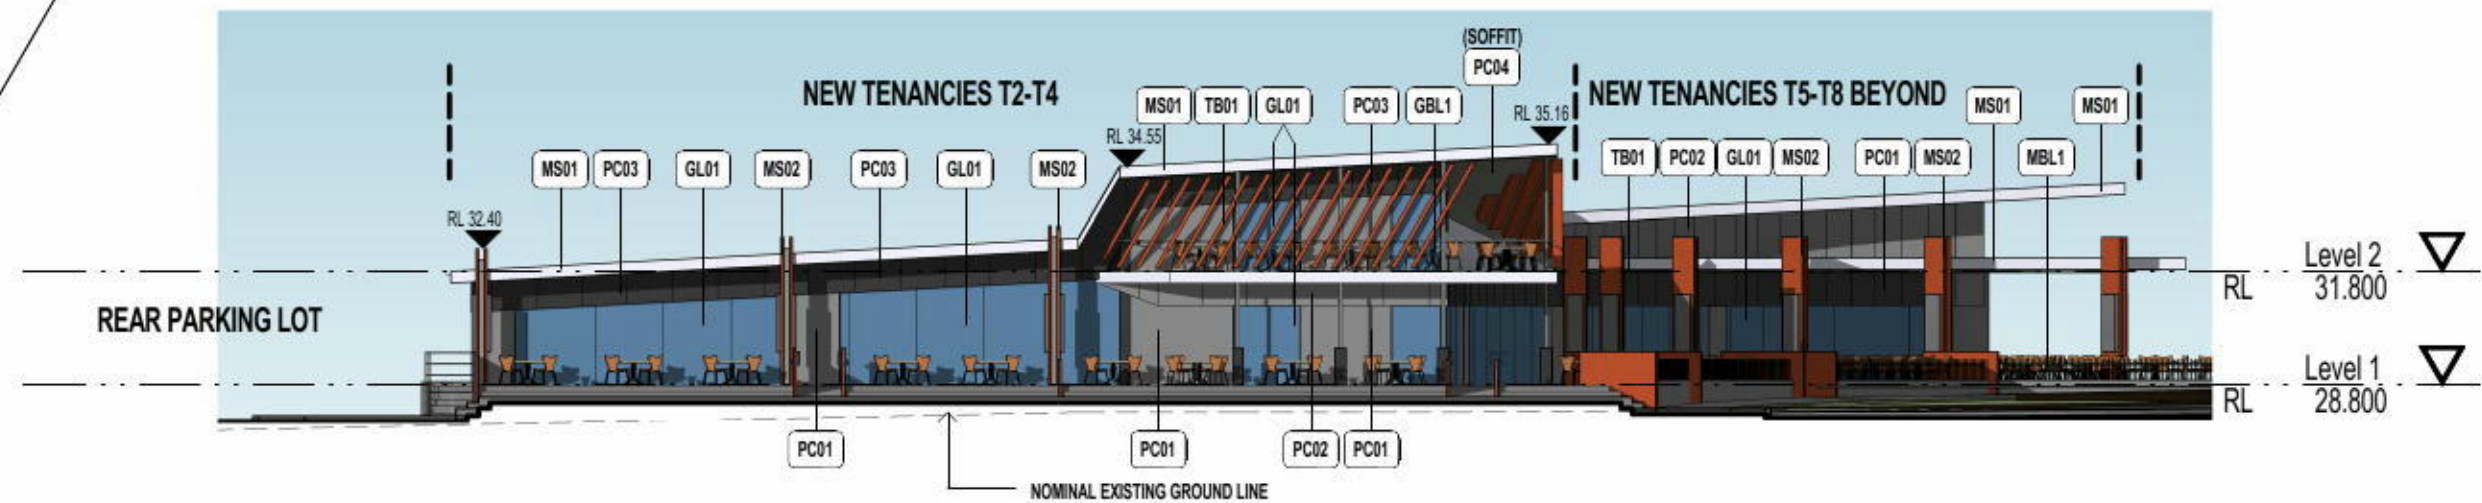 (SOFFIT)
PC04
NEW TENANCIES T2-T4
NEW TENANCIES T5-T8 BEYOND
MS01 TB01 GL01 PC03 GBL1
RL 35.16
MS01 MS01
RL 34.55
MS01 PC03 GL01 MS02 PC03 GL01 MS02
TB01 PC02 GL01 MS02 PC01 MS02 MBL1
RL 32.40
Level 2
RL 31.800
REAR PARKING LOT
Level 1
RL 28.800
PC01 PC01 PC02 PC01
NOMINAL EXISTING GROUND LINE